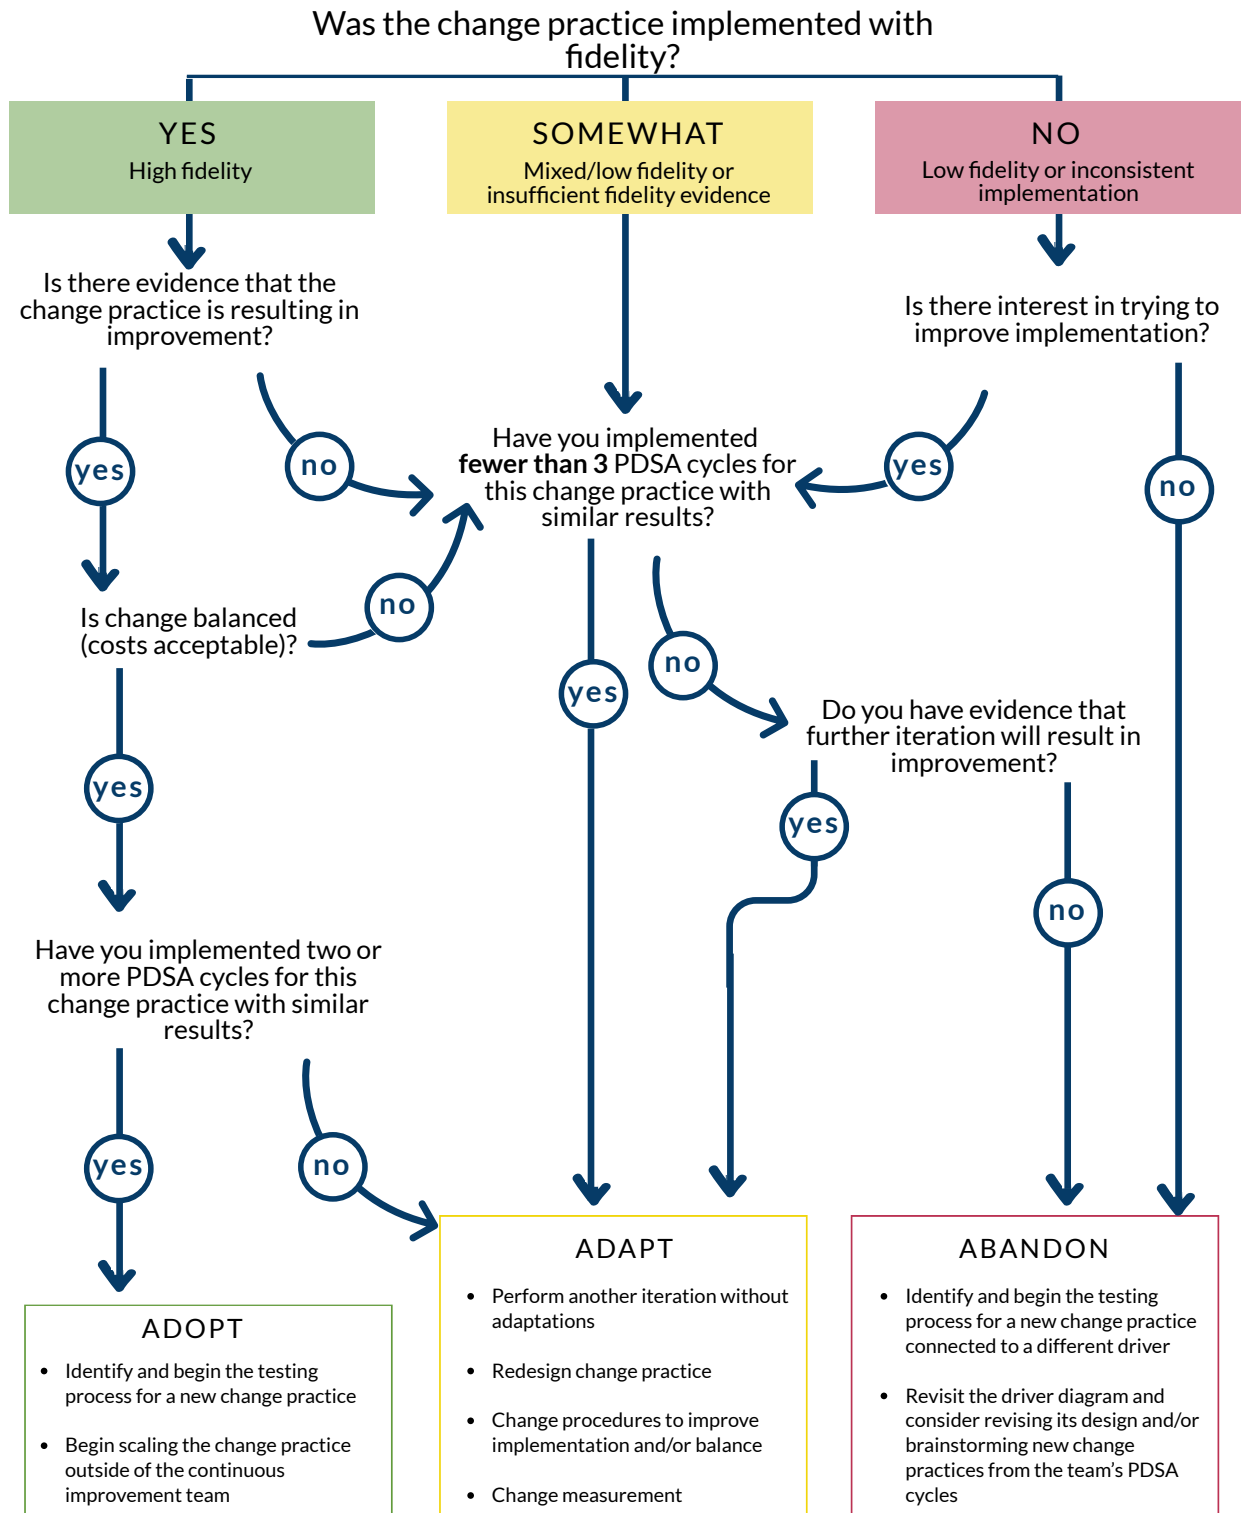 Was the change practice implemented with
fidelity?
YES
High fidelity
SOMEWHAT
Mixed/low fidelity or
insufficient fidelity evidence
NO
Low fidelity or inconsistent
implementation
Is there evidence that the
change practice is resulting in
improvement?
Is there interest in trying to
improve implementation?
yes
no
Have you implemented
fewer than 3 PDSA cycles for
this change practice with
similar results?
yes
no
Is change balanced
(costs acceptable)?
no
yes
no
yes
Do you have evidence that
further iteration will result in
improvement?
yes
yes
no
Have you implemented two or
more PDSA cycles for this
change practice with similar
results?
yes
no
ADOPT
• Identify and begin the testing
process for a new change practice
• Begin scaling the change practice
outside of the continuous
improvement team
ADAPT
• Perform another iteration without
adaptations
• Redesign change practice
• Change procedures to improve
implementation and/or balance
• Change measurement
ABANDON
• Identify and begin the testing
process for a new change practice
connected to a different driver
• Revisit the driver diagram and
consider revising its design and/or
brainstorming new change
practices from the team's PDSA
cycles